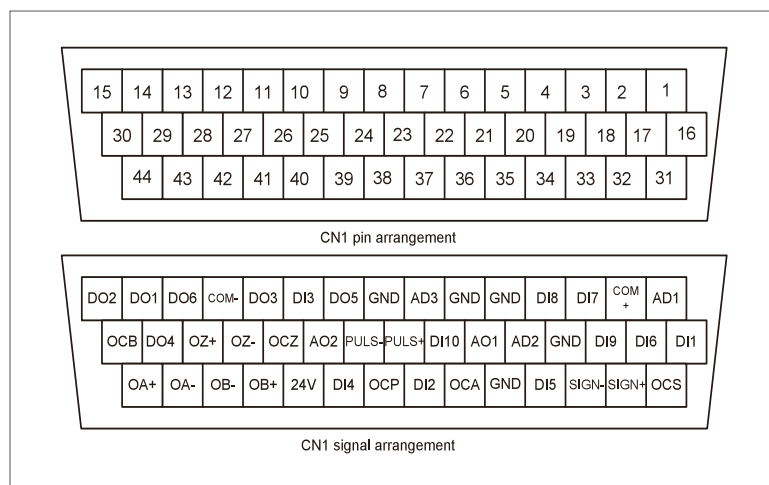 15 14 13 12 11 10 9 8 7 6 5 4 3 2 1
30 29 28 27 26 25 24 23 22 21 20 19 18 17 16
44 43 42 41 40 39 38 37 36 35 34 33 32 31
CN1 pin arrangement
DO2 DO1 DO6 COM- DO3 DI3 DO5 GND AD3 GND GND DI8 DI7 COM + AD1
OCB DO4 OZ+ OZ- OCZ AO2 PULS- PULS+ DI10 AO1 AD2 GND DI9 DI6 DI1
OA+ OA- OB- OB+ 24V DI4 OCP DI2 OCA GND DI5 SIGN- SIGN+ OCS
CN1 signal arrangement